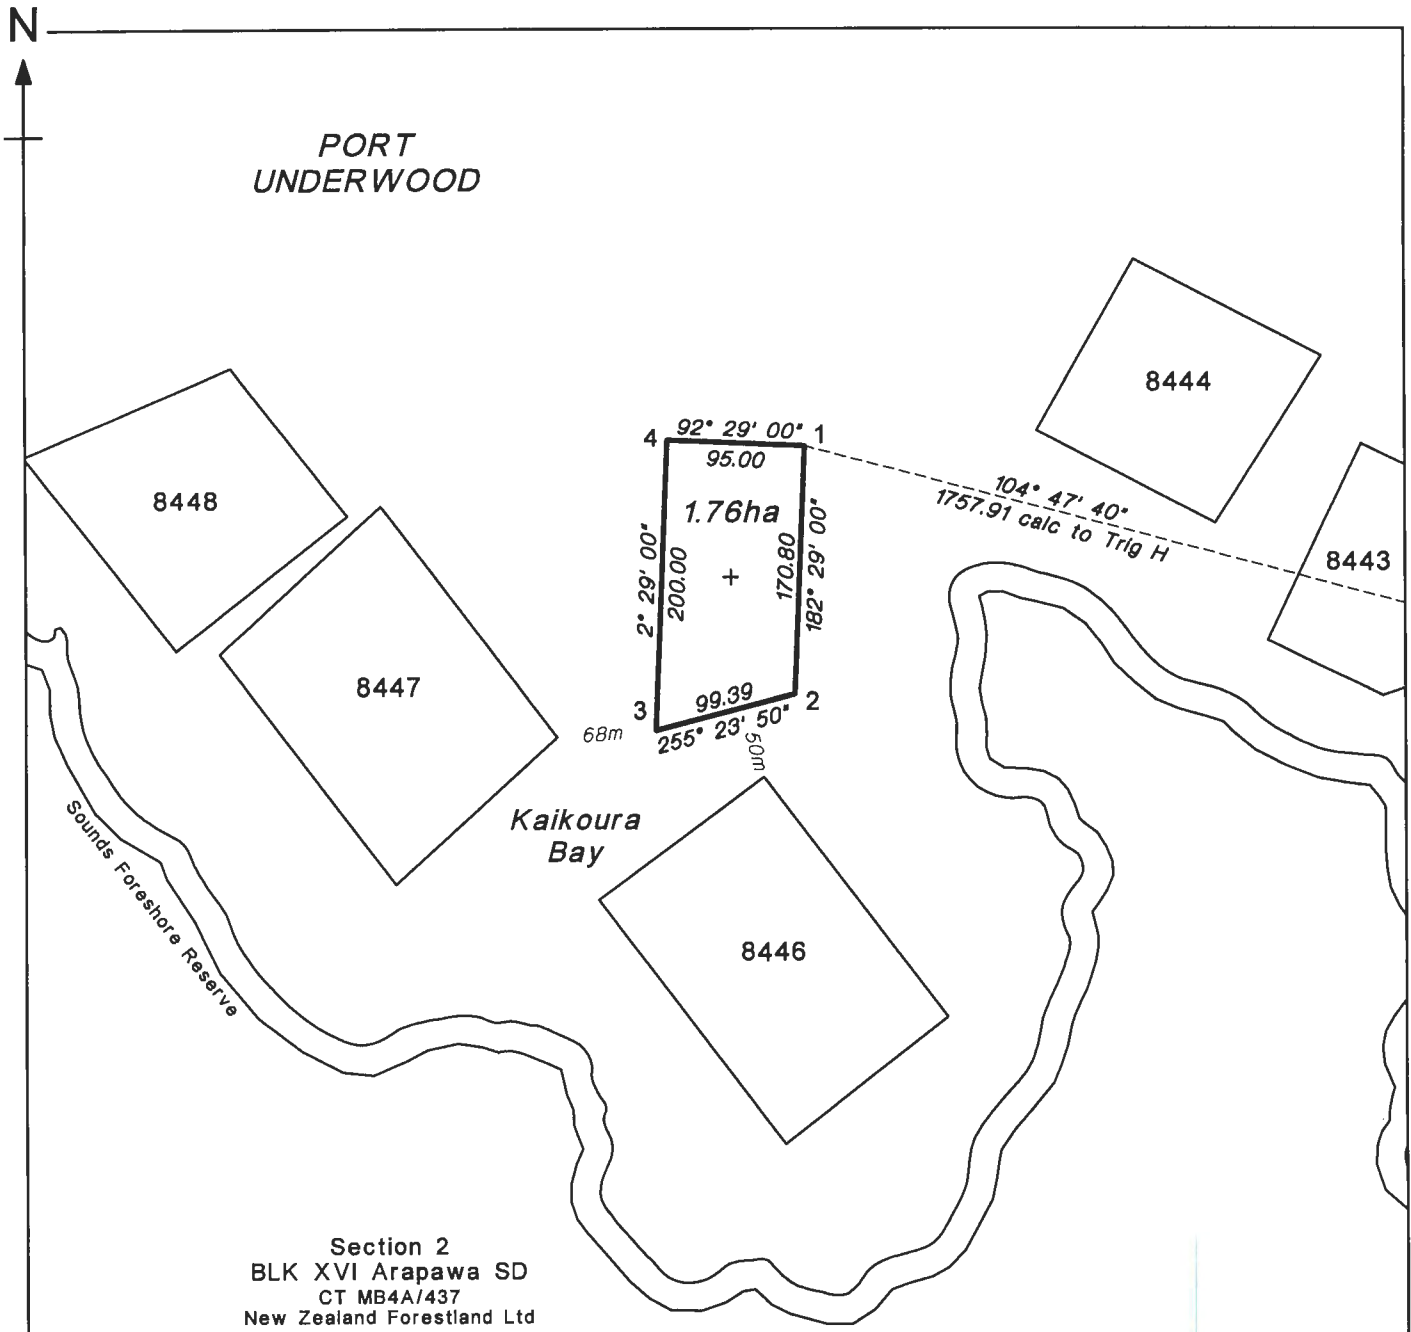 N
PORT
UNDERWOOD
8444
4
92° 29' 00"
1
95.00
104° 47' 40"
1757.91 calc to Trig H
8448
1.76ha
8443
2° 29' 00"
200.00
170.80
182° 29' 00"
8447
99.39
2
3
255° 23' 50"
68m
50m
Kaikoura
Bay
Sounds Foreshore Reserve
8446
Section 2
BLK XVI Arapawa SD
CT MB4A/437
New Zealand Forestland Ltd